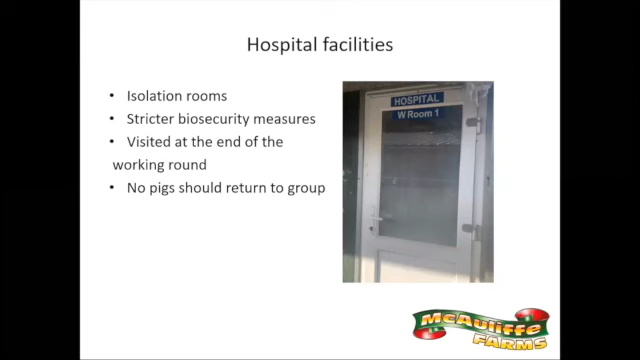 Hospital facilities
• Isolation rooms
• Stricter biosecurity measures
• Visited at the end of the
working round
• No pigs should return to group
HOSPITAL
W Room 1
McAuliffe
FARMS